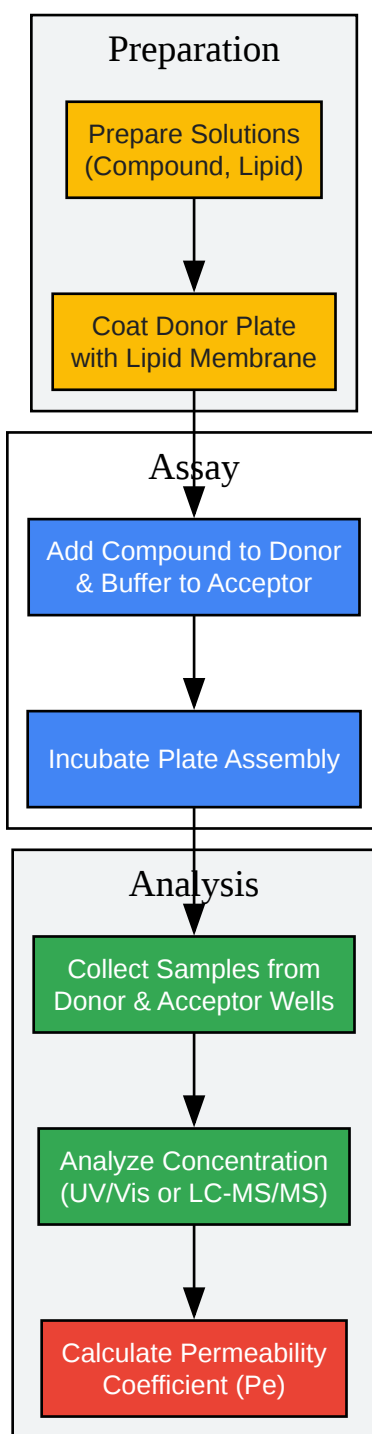 Preparation
Prepare Solutions
(Compound, Lipid)
Coat Donor Plate
with Lipid Membrane
Assay
Add Compound to Donor
& Buffer to Acceptor
Incubate Plate Assembly
Analysis
Collect Samples from
Donor & Acceptor Wells
Analyze Concentration
(UV/Vis or LC-MS/MS)
Calculate Permeability
Coefficient (Pe)